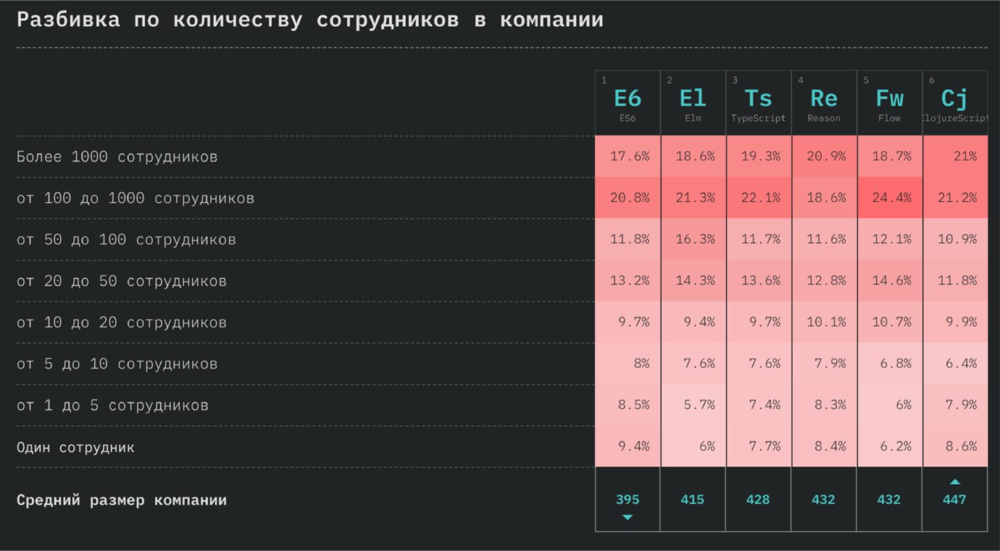 Разбивка по количеству сотрудников в компании
1 2 3 4 5 6
E6 El Ts Re Fw Cj
ES6 Elm TypeScript Reason Flow ClojureScript
Более 1000 сотрудников 17.6% 18.6% 19.3% 20.9% 18.7% 21%
от 100 до 1000 сотрудников 20.8% 21.3% 22.1% 18.6% 24.4% 21.2%
от 50 до 100 сотрудников 11.8% 16.3% 11.7% 11.6% 12.1% 10.9%
от 20 до 50 сотрудников 13.2% 14.3% 13.6% 12.8% 14.6% 11.8%
от 10 до 20 сотрудников 9.7% 9.4% 9.7% 10.1% 10.7% 9.9%
от 5 до 10 сотрудников 8% 7.6% 7.6% 7.9% 6.8% 6.4%
от 1 до 5 сотрудников 8.5% 5.7% 7.4% 8.3% 6% 7.9%
Один сотрудник 9.4% 6% 7.7% 8.4% 6.2% 8.6%
Средний размер компании 395 415 428 432 432 447